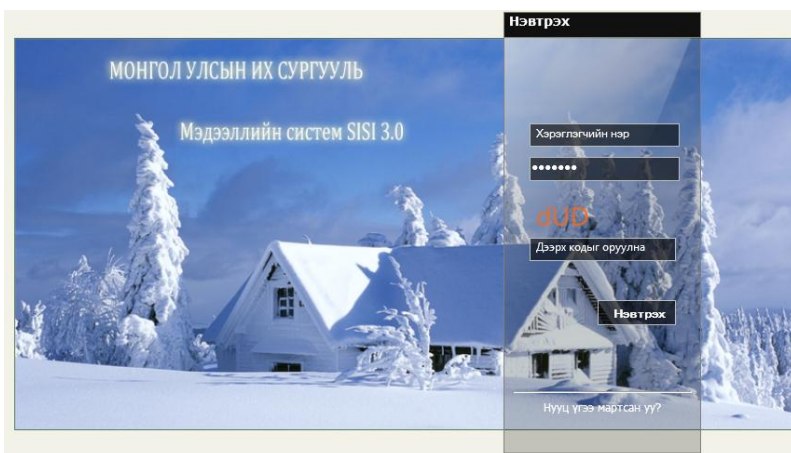 Нэвтрэх
МОНГОЛ УЛСЫН ИХ СУРГУУЛЬ
Мэдээллийн систем SISI 3.0
Хэрэглэгчийн нэр
•••••••
dUD
Дээрх кодыг оруулна
Нэвтрэх
Нууц үгээ мартсан уу?